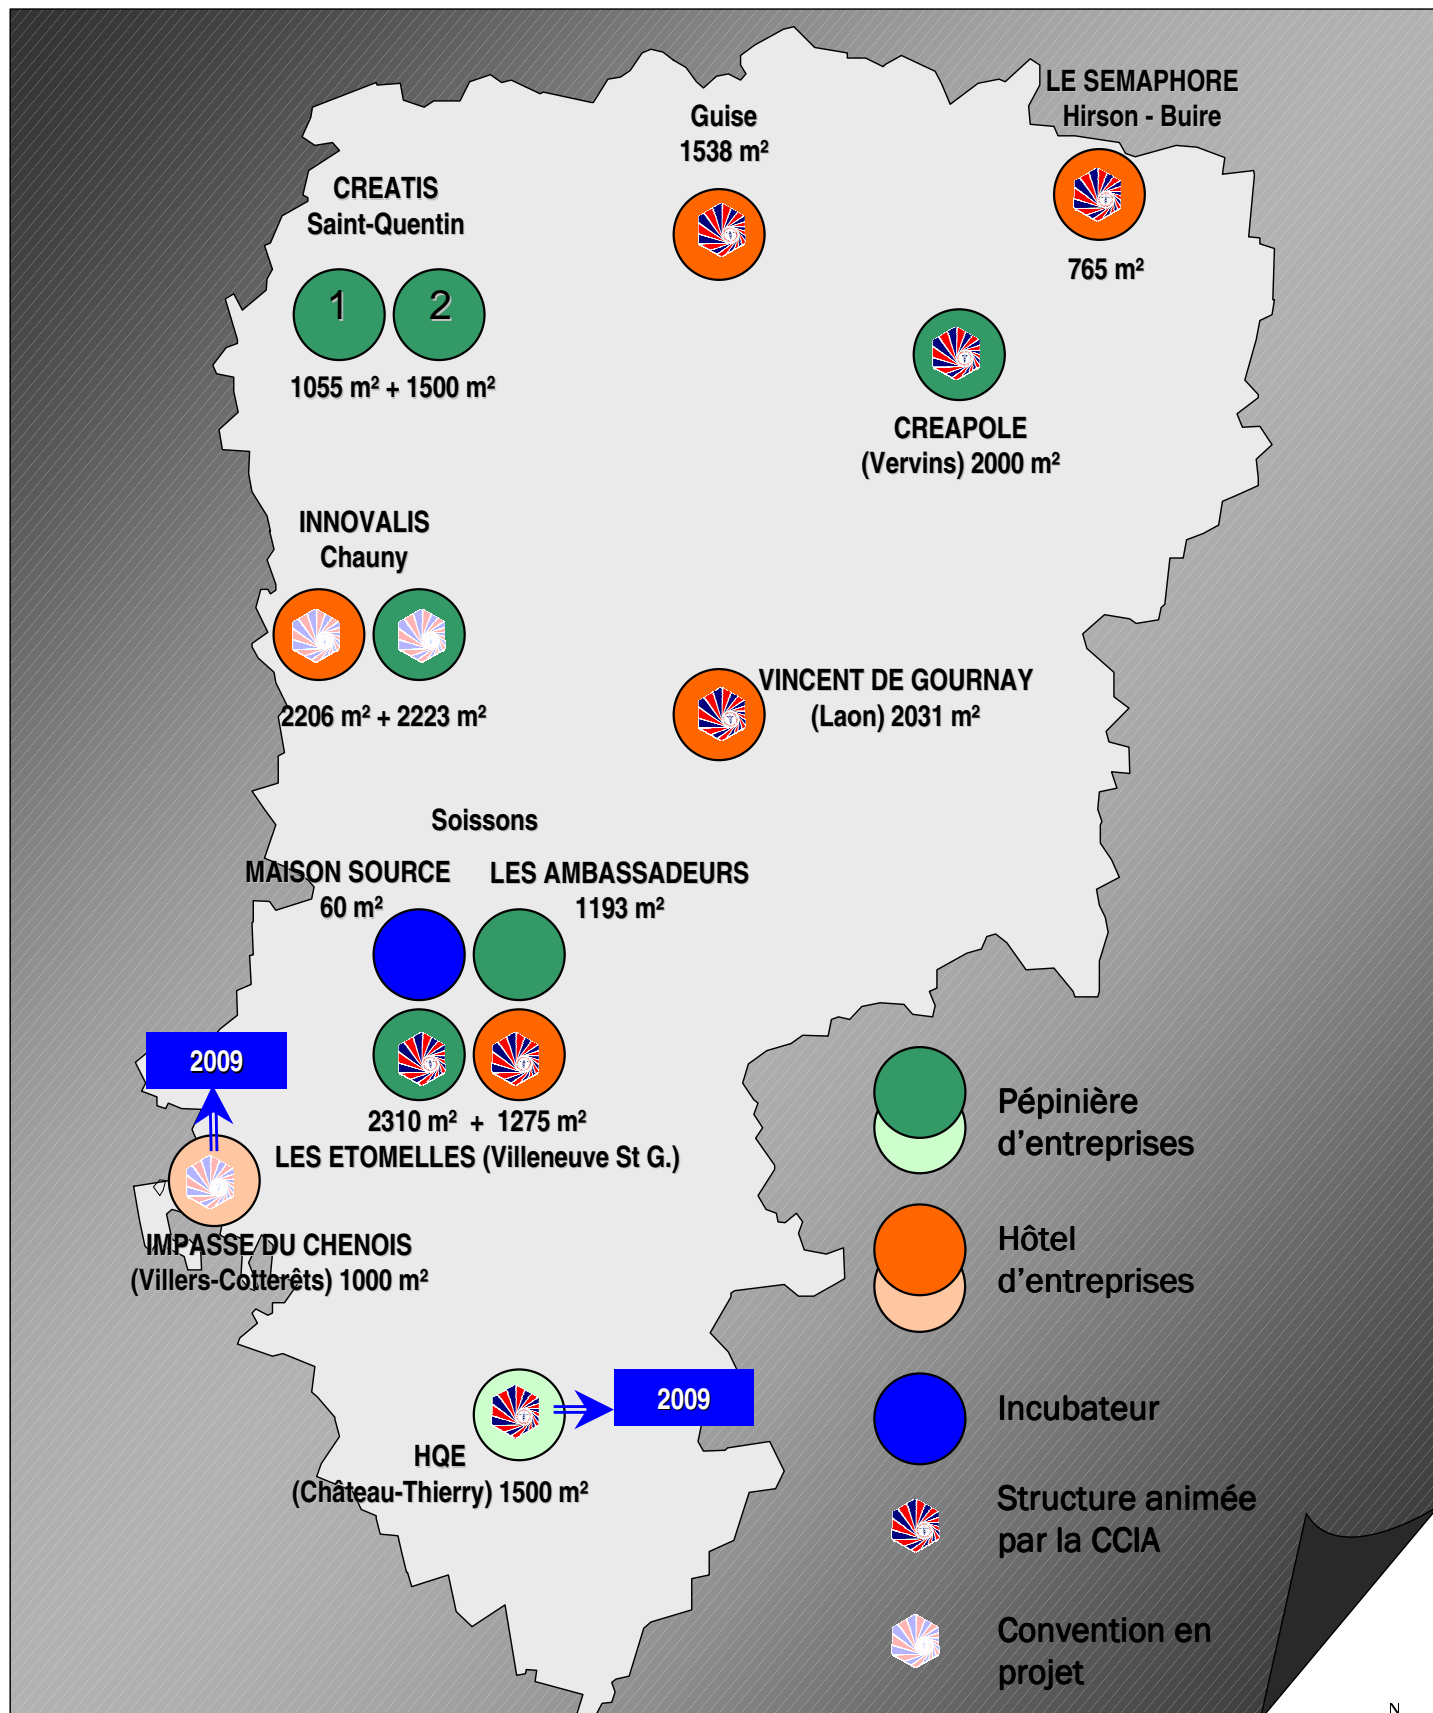 LE SEMAPHORE
Hirson - Buire
765 m²
Guise
1538 m²
CREATIS
Saint-Quentin
1
2
1055 m² + 1500 m²
CREAPOLE
(Vervins) 2000 m²
INNOVALIS
Chauny
2206 m² + 2223 m²
VINCENT DE GOURNAY
(Laon) 2031 m²
Soissons
MAISON SOURCE
60 m²
LES AMBASSADEURS
1193 m²
2310 m² + 1275 m²
LES ETOMELLES (Villeneuve St G.)
2009
IMPASSE DU CHENOIS
(Villers-Cotterêts) 1000 m²
2009
HQE
(Château-Thierry) 1500 m²
Pépinière
d'entreprises
Hôtel
d'entreprises
Incubateur
Structure animée
par la CCIA
Convention en
projet
N